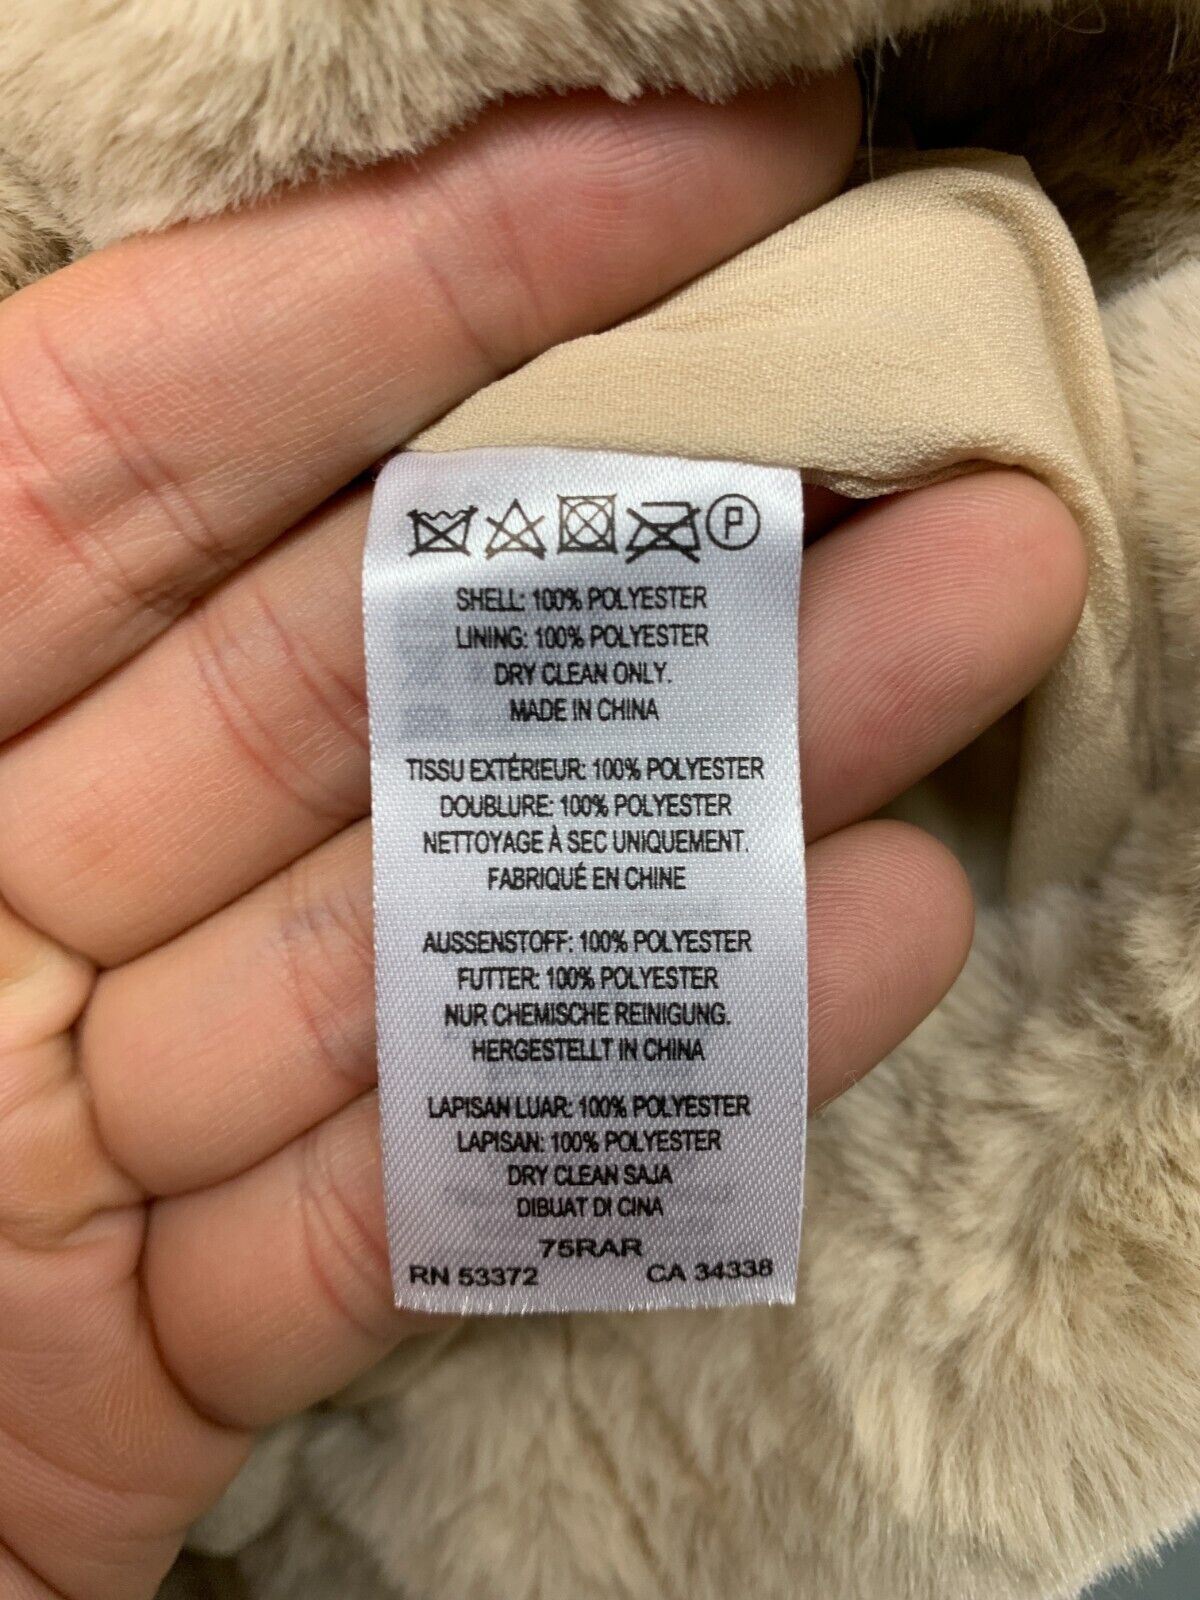 P
SHELL: 100% POLYESTER
LINING: 100% POLYESTER
DRY CLEAN ONLY.
MADE IN CHINA
TISSU EXTÉRIEUR: 100% POLYESTER
DOUBLURE: 100% POLYESTER
NETTOYAGE À SEC UNIQUEMENT.
FABRIQUÉ EN CHINE
AUSSENSTOFF: 100% POLYESTER
FUTTER: 100% POLYESTER
NUR CHEMISCHE REINIGUNG.
HERGESTELLT IN CHINA
LAPISAN LUAR: 100% POLYESTER
LAPISAN: 100% POLYESTER
DRY CLEAN SAJA
DIBUAT DI CINA
75RAR
RN 53372 CA 34338